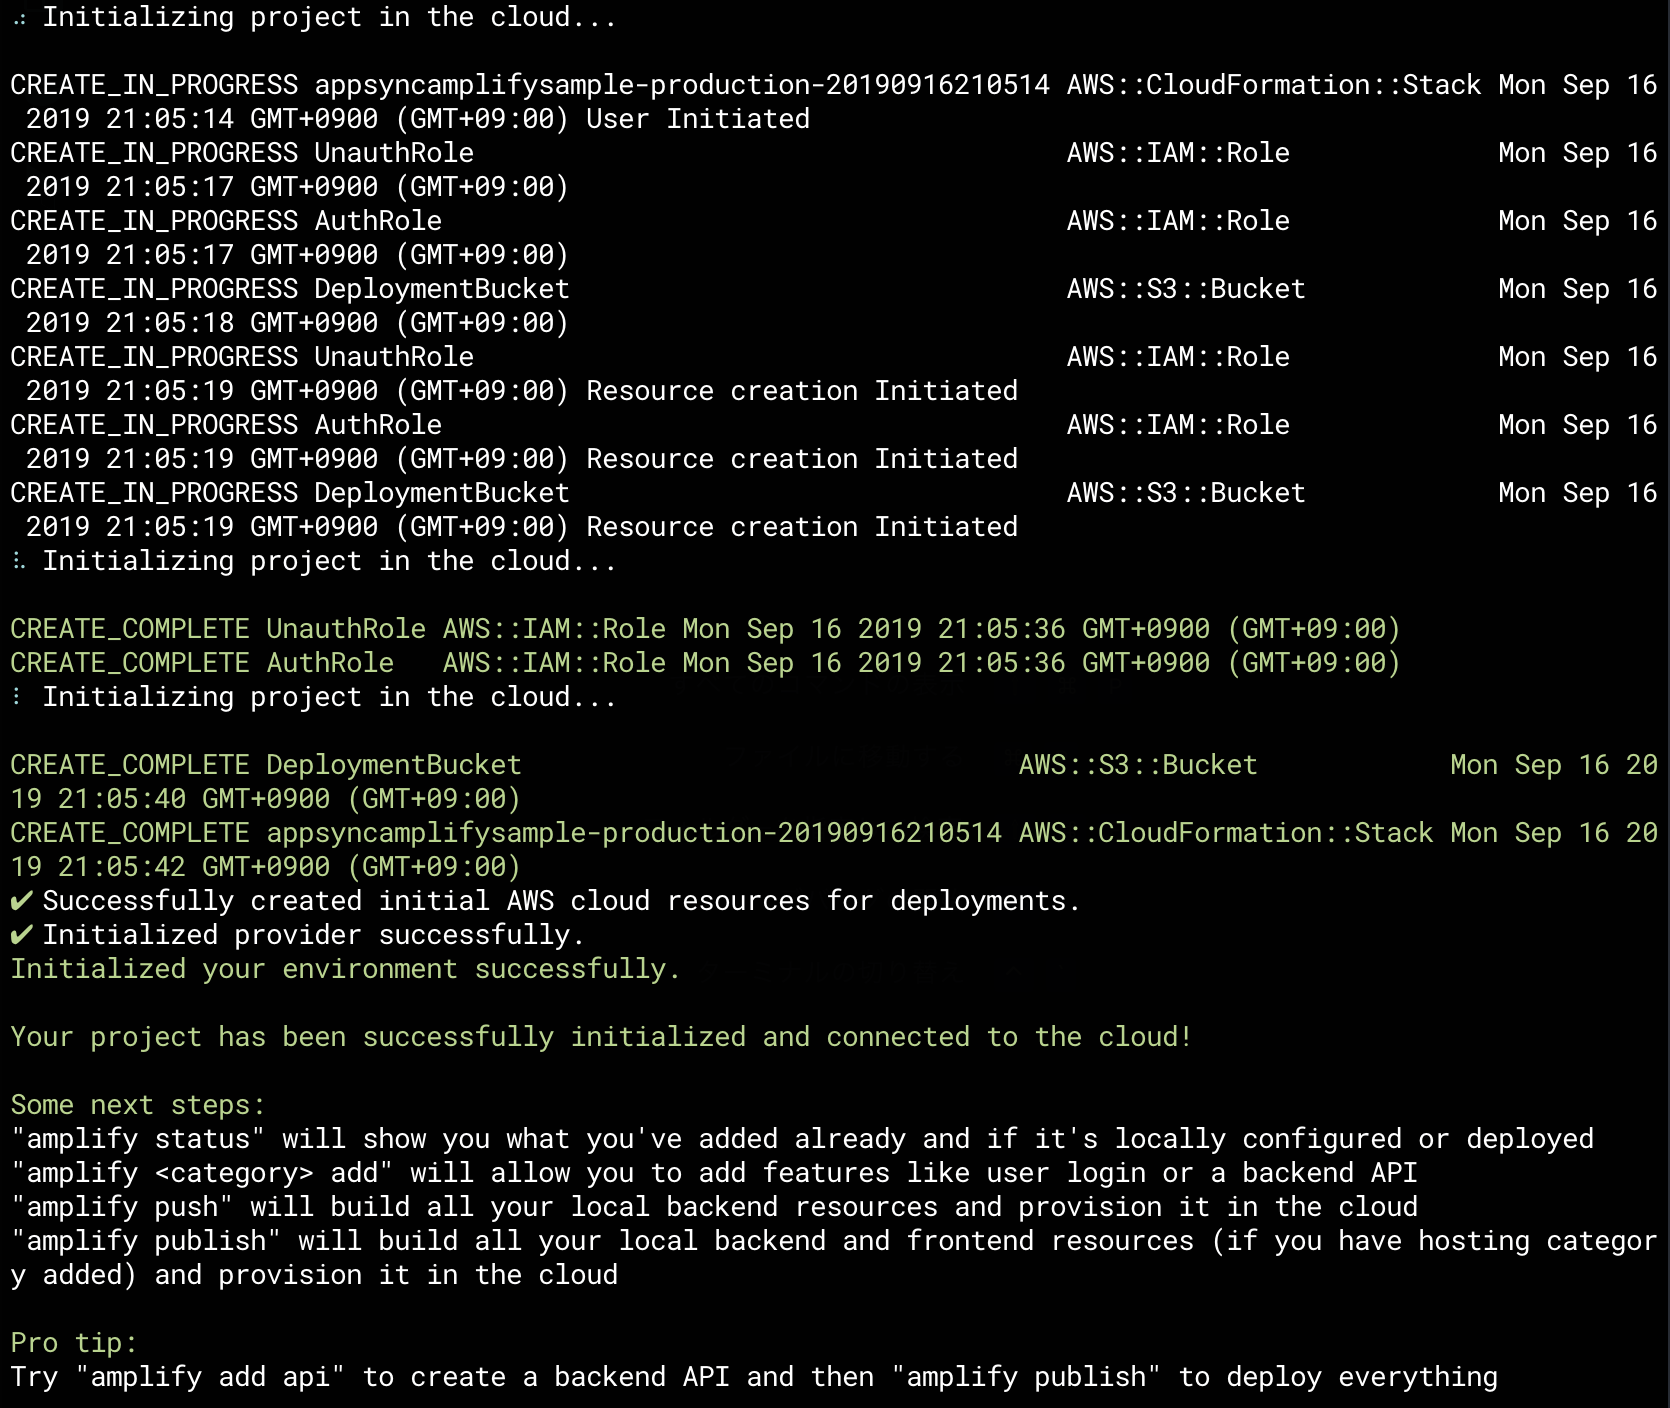 Initializing project in the cloud...
CREATE_IN_PROGRESS appsyncamplifysample-production-20190916210514 AWS::CloudFormation::Stack Mon Sep 16
2019 21:05:14 GMT+0900 (GMT+09:00) User Initiated
CREATE_IN_PROGRESS UnauthRole AWS::IAM::Role Mon Sep 16
2019 21:05:17 GMT+0900 (GMT+09:00)
CREATE_IN_PROGRESS AuthRole AWS::IAM::Role Mon Sep 16
2019 21:05:17 GMT+0900 (GMT+09:00)
CREATE_IN_PROGRESS DeploymentBucket AWS::S3::Bucket Mon Sep 16
2019 21:05:18 GMT+0900 (GMT+09:00)
CREATE_IN_PROGRESS UnauthRole AWS::IAM::Role Mon Sep 16
2019 21:05:19 GMT+0900 (GMT+09:00) Resource creation Initiated
CREATE_IN_PROGRESS AuthRole AWS::IAM::Role Mon Sep 16
2019 21:05:19 GMT+0900 (GMT+09:00) Resource creation Initiated
CREATE_IN_PROGRESS DeploymentBucket AWS::S3::Bucket Mon Sep 16
2019 21:05:19 GMT+0900 (GMT+09:00) Resource creation Initiated
Initializing project in the cloud...
CREATE_COMPLETE UnauthRole AWS::IAM::Role Mon Sep 16 2019 21:05:36 GMT+0900 (GMT+09:00)
CREATE_COMPLETE AuthRole AWS::IAM::Role Mon Sep 16 2019 21:05:36 GMT+0900 (GMT+09:00)
Initializing project in the cloud...
CREATE_COMPLETE DeploymentBucket AWS::S3::Bucket Mon Sep 16 20
19 21:05:40 GMT+0900 (GMT+09:00)
CREATE_COMPLETE appsyncamplifysample-production-20190916210514 AWS::CloudFormation::Stack Mon Sep 16 20
19 21:05:42 GMT+0900 (GMT+09:00)
✔ Successfully created initial AWS cloud resources for deployments.
✔ Initialized provider successfully.
Initialized your environment successfully.
Your project has been successfully initialized and connected to the cloud!
Some next steps:
"amplify status" will show you what you've added already and if it's locally configured or deployed
"amplify <category> add" will allow you to add features like user login or a backend API
"amplify push" will build all your local backend resources and provision it in the cloud
"amplify publish" will build all your local backend and frontend resources (if you have hosting categor
y added) and provision it in the cloud
Pro tip:
Try "amplify add api" to create a backend API and then "amplify publish" to deploy everything